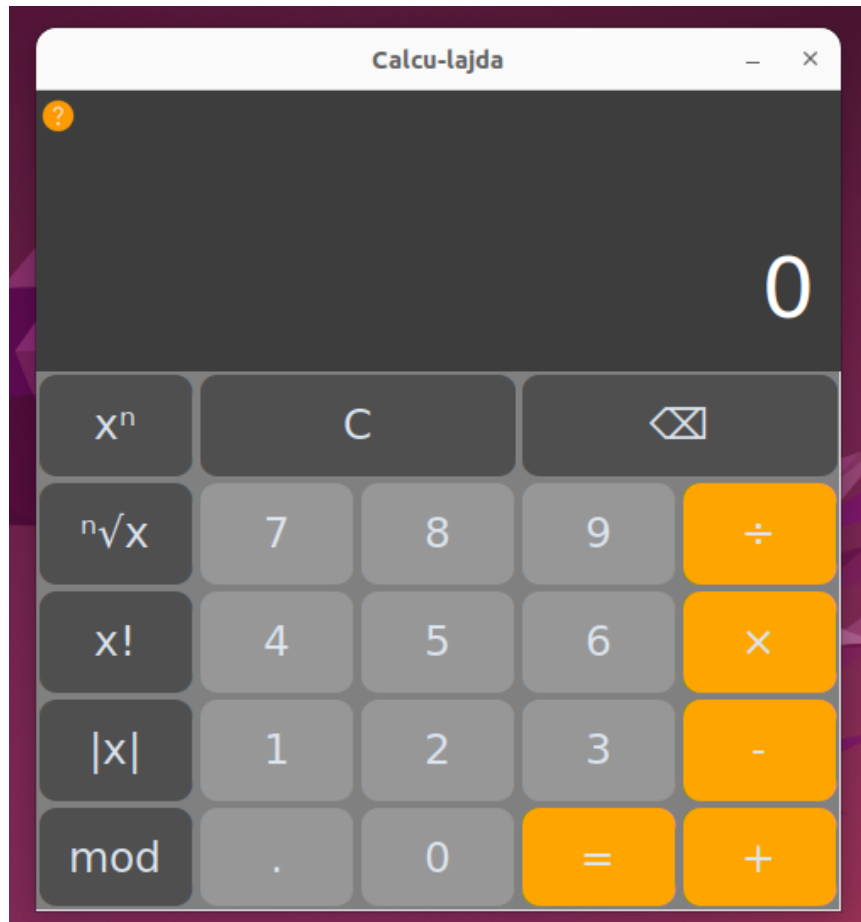 Calcu-lajda
?
0
xⁿ C ⌫
ⁿ√x 7 8 9 ÷
x! 4 5 6 ×
|x| 1 2 3 -
mod . 0 = +